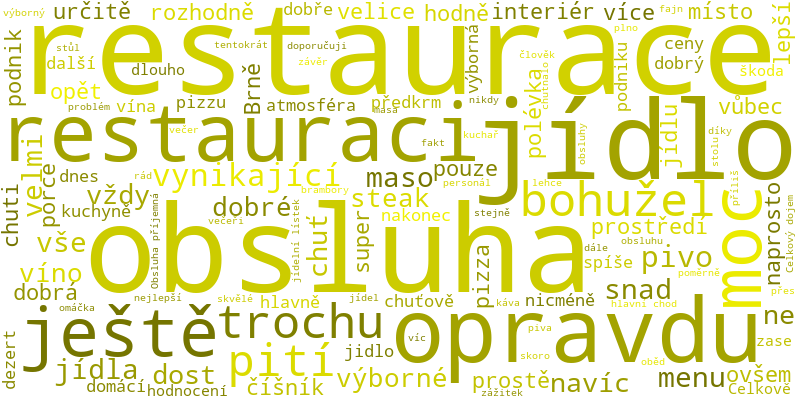 restaurace
jídlo
obsluha
restauraci
opravdu
ještě
moc
bohužel
trochu
pití
vynikající
maso
steak
pivo
navíc
menu
snad
výborné
dobré
vždy
vše
velmi
víno
jídla
dost
číšník
prostě
prostředí
chuť
super
pouze
pizza
ne
naprosto
určitě
rozhodně
dobře
velice
hodně
interiér
více
místo
lepší
výborný
podnik
další
dlouho
stůl
tentokrát
doporučuji
závěr
Brně
výborná
člověk
fajn
plno
ceny
dobrý
škoda
podniku
opět
problém
vína
pizzu
atmosféra
předkrm
polévka
chutnalo
vůbec
jídlu
masa
nikdy
večer
fakt
kuchař
obsluhy
stolu
díky
porce
dnes
rád
brambory
personál
lehce
příliš
chuti
kuchyně
Obsluha příjemná
večeři
jídelní lístek
nakonec
stejně
dále
obsluhu
spíše
poměrně
Celkový dojem
dobrá
omáčka
nejlepší
skvělé
hlavně
jídel
chuťově
káva
nicméně
hlavní chod
přes
dezert
domácí
hodnocení
jidlo
víc
piva
skoro
oběd
zážitek
ovšem
zase
Celkově